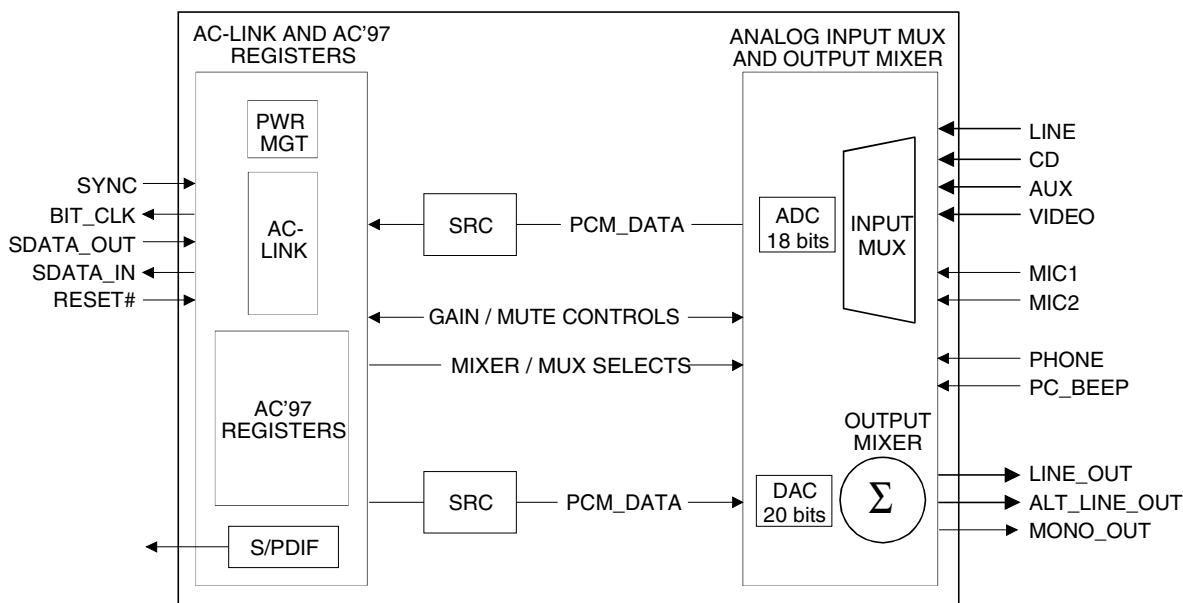 AC-LINK AND AC'97
REGISTERS
PWR
MGT
AC-
LINK
AC'97
REGISTERS
S/PDIF
SYNC
BIT_CLK
SDATA_OUT
SDATA_IN
RESET#
SRC
PCM_DATA
GAIN / MUTE CONTROLS
MIXER / MUX SELECTS
SRC
PCM_DATA
ANALOG INPUT MUX
AND OUTPUT MIXER
ADC
18 bits
INPUT
MUX
OUTPUT
MIXER
DAC
20 bits
Σ
LINE
CD
AUX
VIDEO
MIC1
MIC2
PHONE
PC_BEEP
LINE_OUT
ALT_LINE_OUT
MONO_OUT